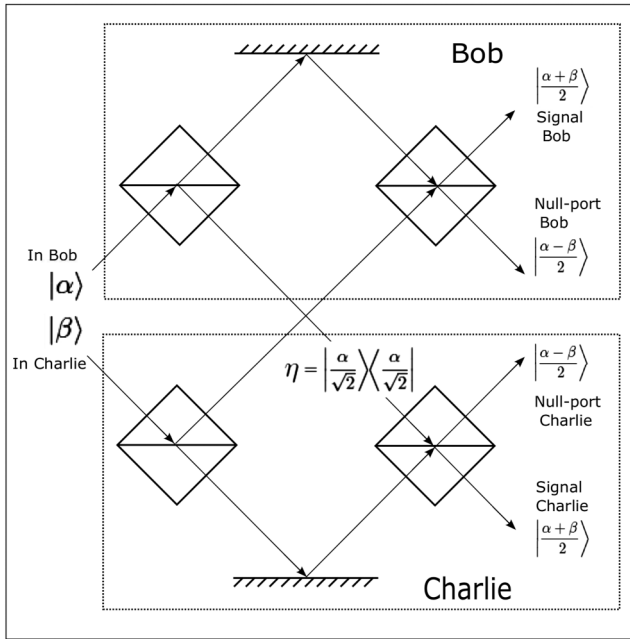 Bob
|α+β/2⟩
Signal
Bob
In Bob
|α⟩
Null-port
Bob
|α−β/2⟩
|β⟩
In Charlie
η = |α/√2⟩⟨α/√2|
|α−β/2⟩
Null-port
Charlie
Signal
Charlie
|α+β/2⟩
Charlie